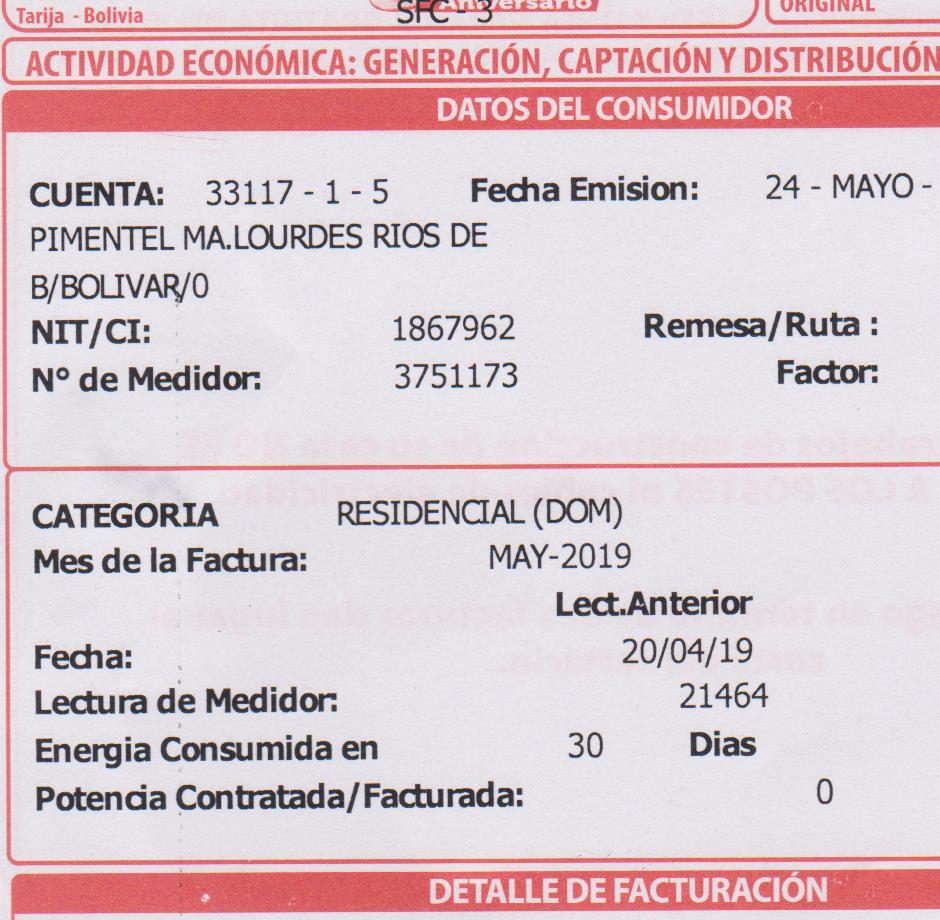 Tarija - Bolivia
Aniversario
SFC - 3
ORIGINAL
ACTIVIDAD ECONÓMICA: GENERACIÓN, CAPTACIÓN Y DISTRIBUCIÓN
DATOS DEL CONSUMIDOR
CUENTA: 33117 - 1 - 5 Fecha Emision: 24 - MAYO -
PIMENTEL MA.LOURDES RIOS DE
B/BOLIVAR/0
NIT/CI: 1867962 Remesa/Ruta :
N° de Medidor: 3751173 Factor:
CATEGORIA RESIDENCIAL (DOM)
Mes de la Factura: MAY-2019
Lect.Anterior
Fecha: 20/04/19
Lectura de Medidor: 21464
Energia Consumida en 30 Dias
Potencia Contratada/Facturada: 0
DETALLE DE FACTURACIÓN